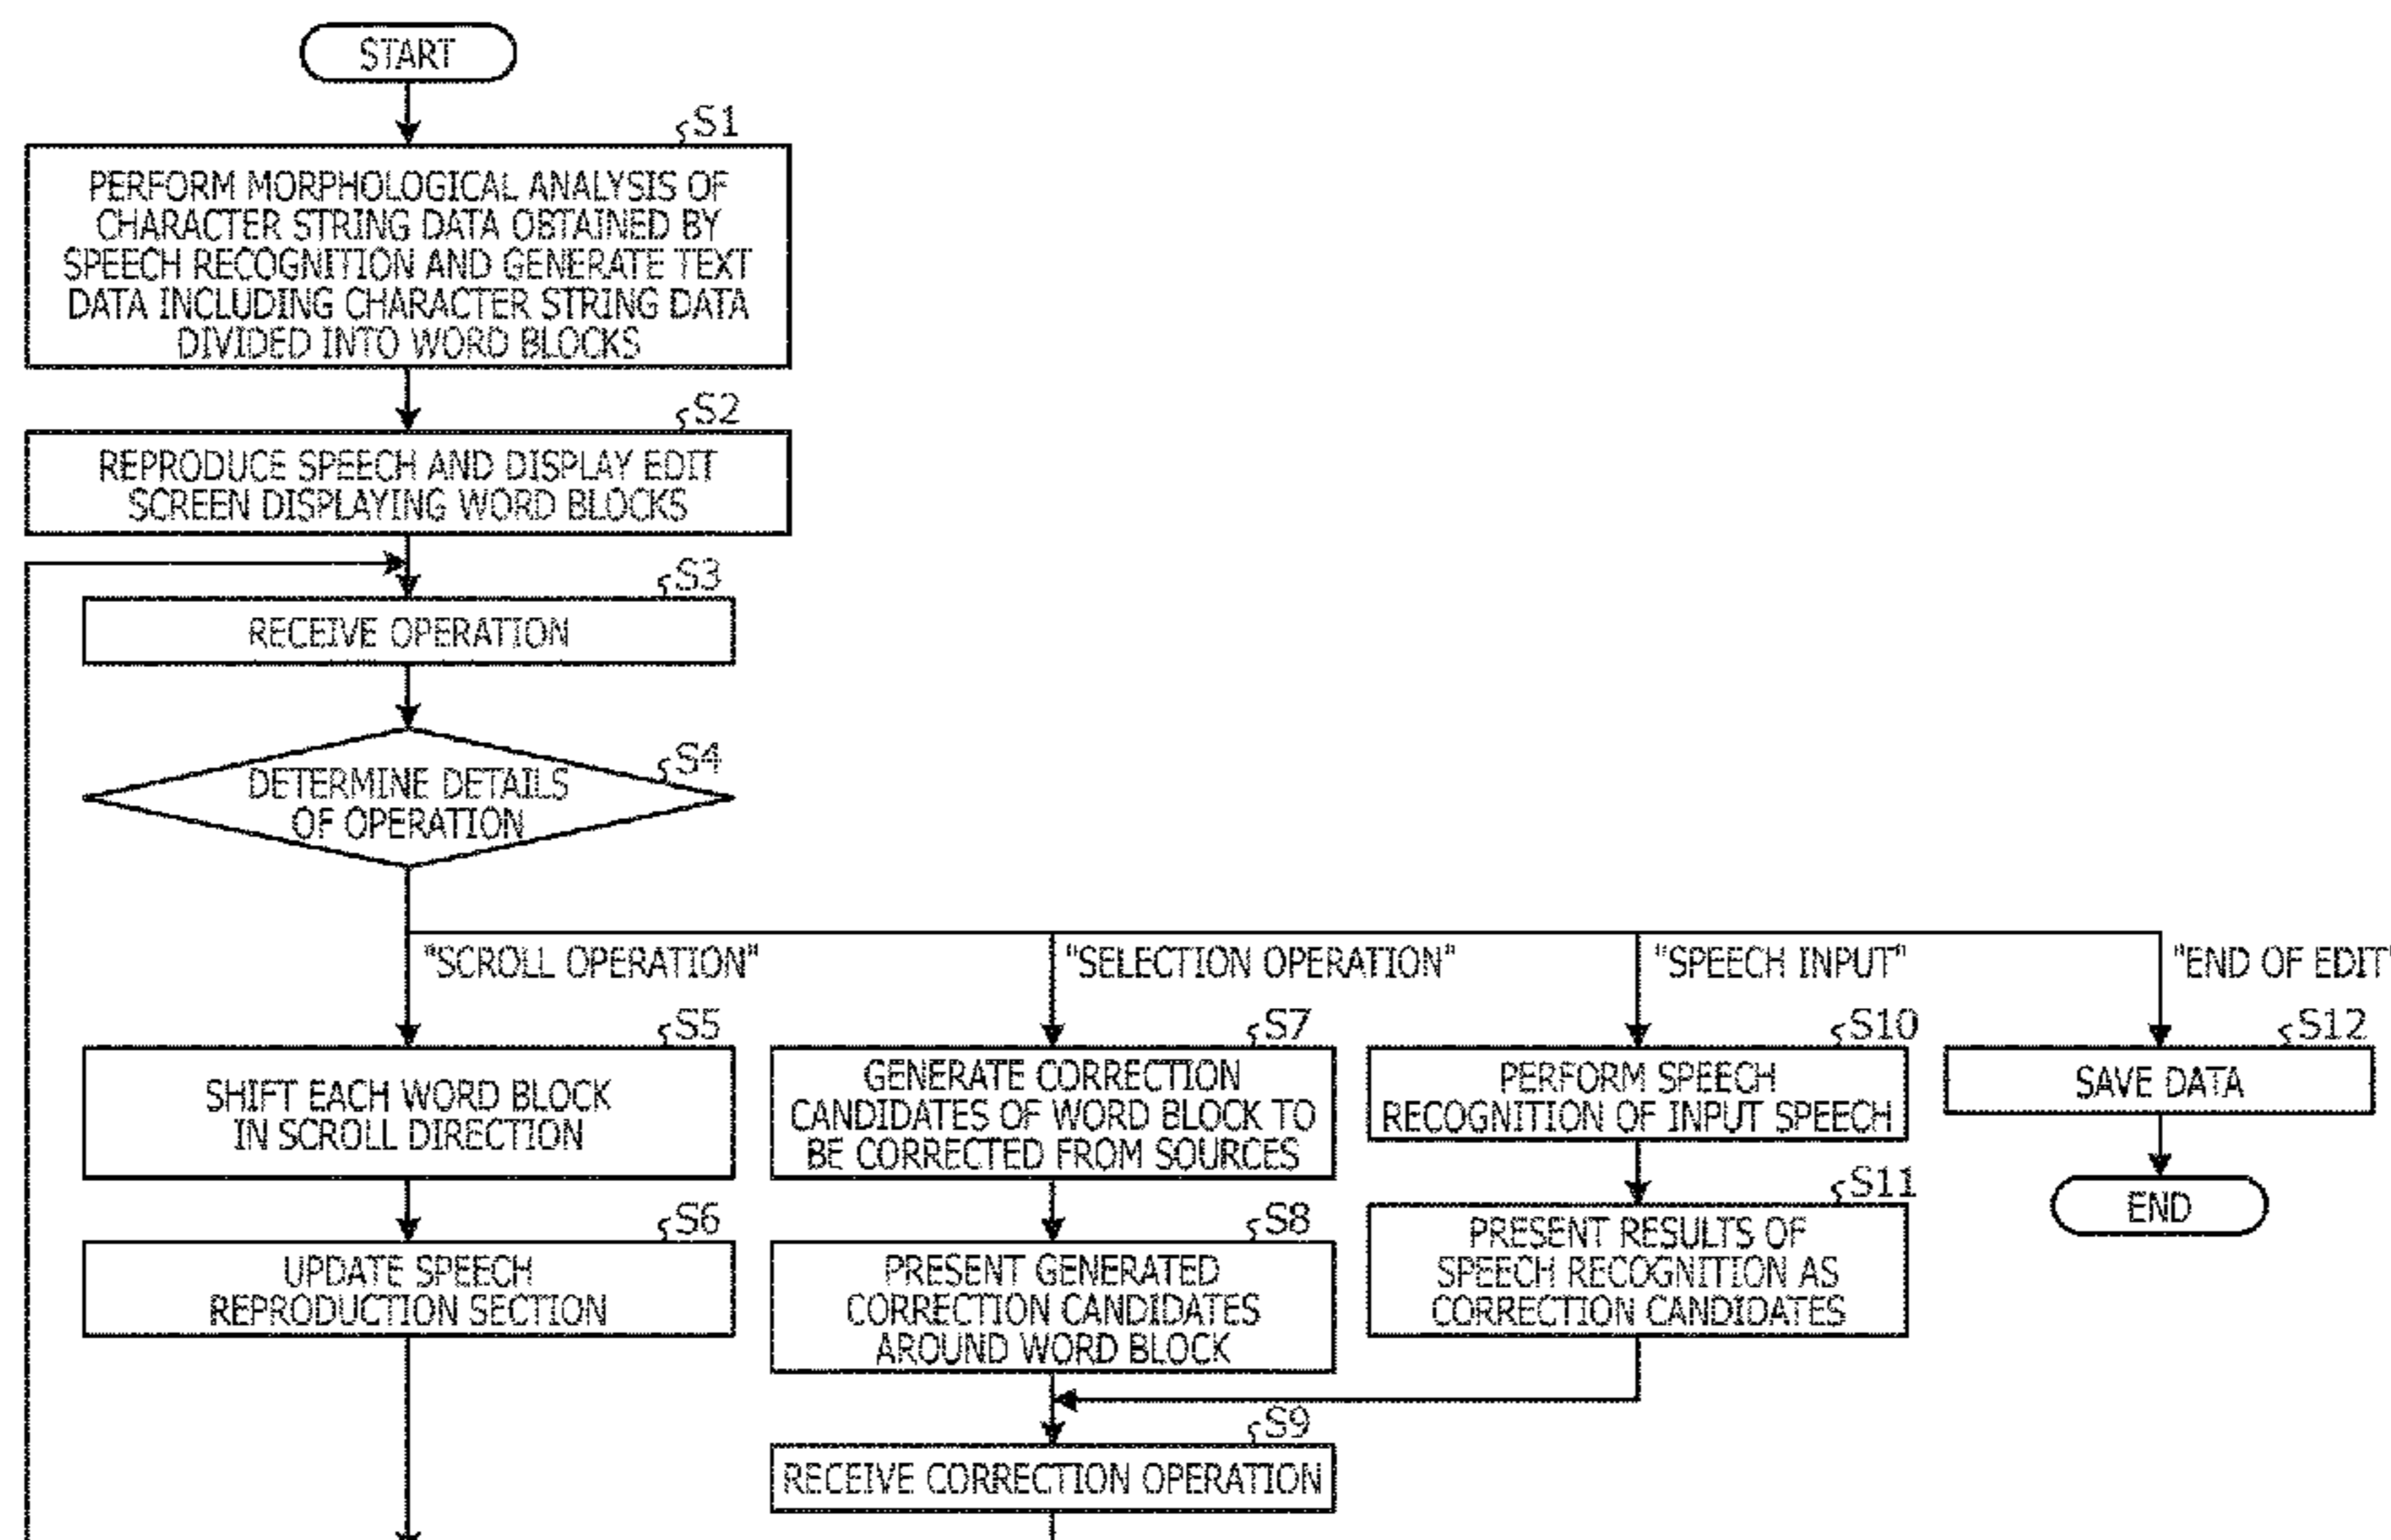 START
S1
PERFORM MORPHOLOGICAL ANALYSIS OF
CHARACTER STRING DATA OBTAINED BY
SPEECH RECOGNITION AND GENERATE TEXT
DATA INCLUDING CHARACTER STRING DATA
DIVIDED INTO WORD BLOCKS
S2
REPRODUCE SPEECH AND DISPLAY EDIT
SCREEN DISPLAYING WORD BLOCKS
S3
RECEIVE OPERATION
S4
DETERMINE DETAILS
OF OPERATION
"SCROLL OPERATION"
S5
SHIFT EACH WORD BLOCK
IN SCROLL DIRECTION
S6
UPDATE SPEECH
REPRODUCTION SECTION
"SELECTION OPERATION"
S7
GENERATE CORRECTION
CANDIDATES OF WORD BLOCK TO
BE CORRECTED FROM SOURCES
S8
PRESENT GENERATED
CORRECTION CANDIDATES
AROUND WORD BLOCK
S9
RECEIVE CORRECTION OPERATION
"SPEECH INPUT"
S10
PERFORM SPEECH
RECOGNITION OF INPUT SPEECH
S11
PRESENT RESULTS OF
SPEECH RECOGNITION AS
CORRECTION CANDIDATES
"END OF EDIT"
S12
SAVE DATA
END